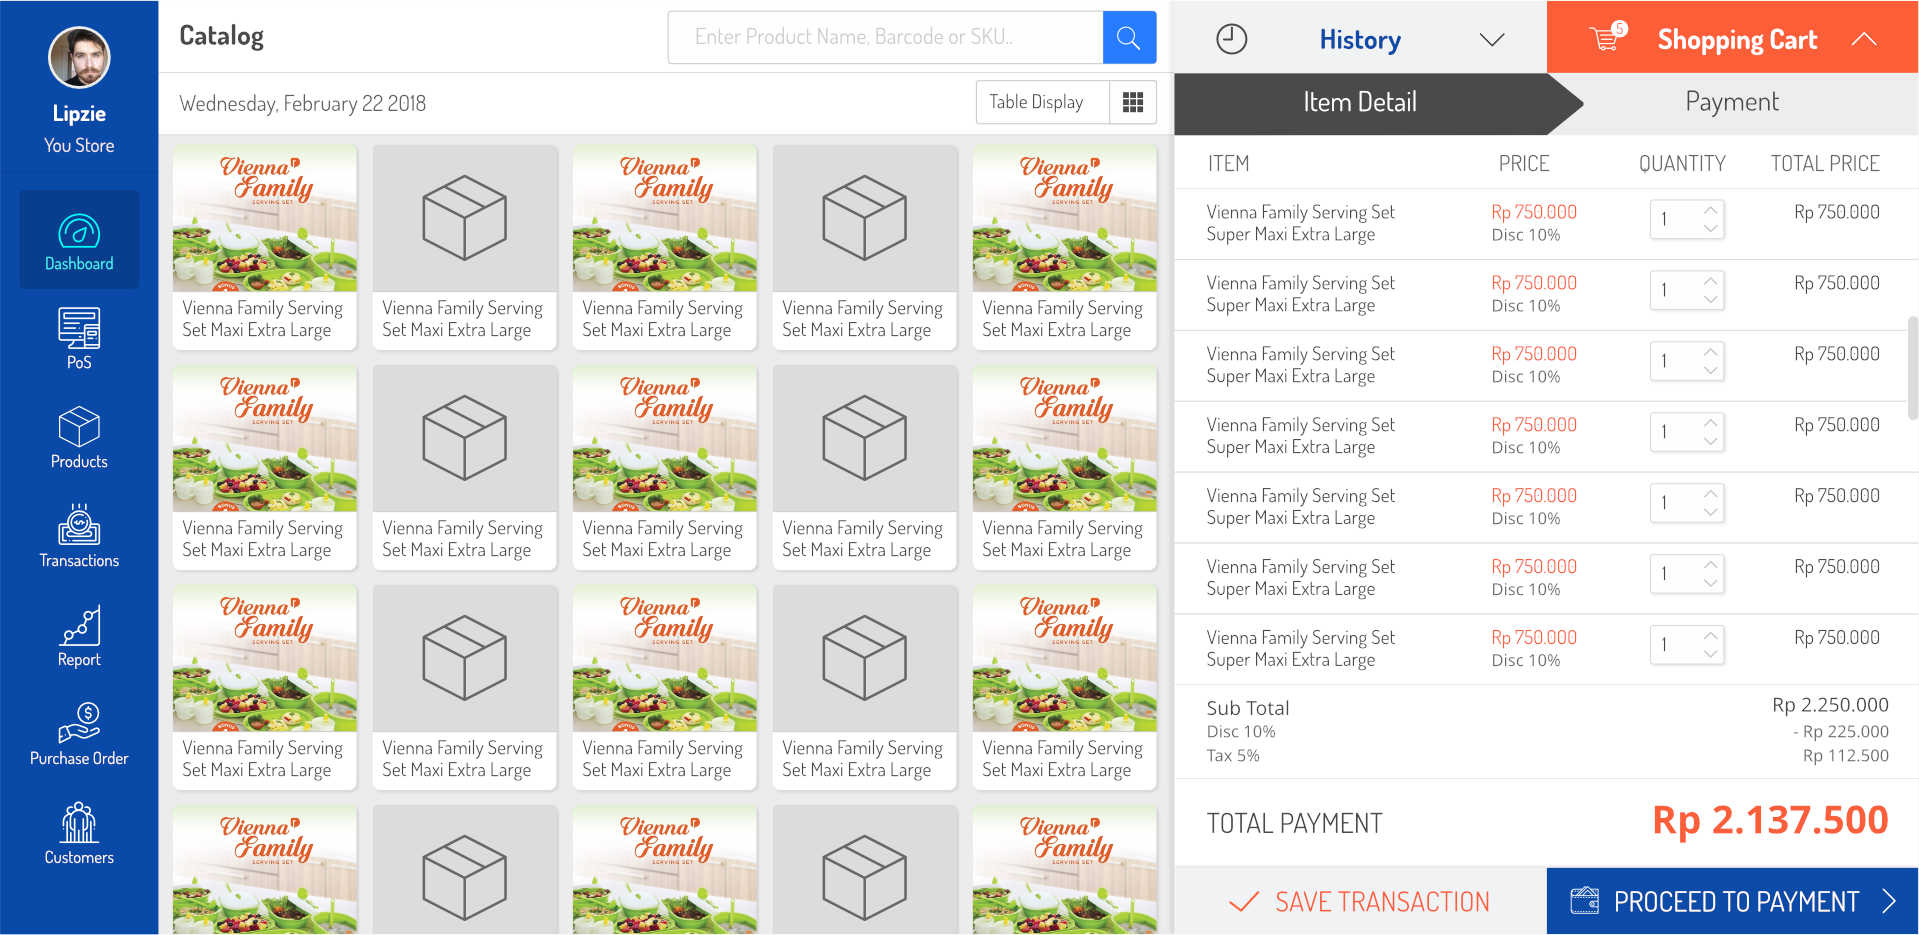 Lipzie
You Store
Dashboard
PoS
Products
Transactions
Report
Purchase Order
Customers
Catalog
Enter Product Name, Barcode or SKU..
Wednesday, February 22 2018
Table Display
Vienna
Family
SERVING SET
Vienna Family Serving
Set Maxi Extra Large
Vienna Family Serving
Set Maxi Extra Large
Vienna
Family
SERVING SET
Vienna Family Serving
Set Maxi Extra Large
Vienna Family Serving
Set Maxi Extra Large
Vienna
Family
SERVING SET
Vienna Family Serving
Set Maxi Extra Large
Vienna
Family
SERVING SET
BONUS
Vienna Family Serving
Set Maxi Extra Large
Vienna Family Serving
Set Maxi Extra Large
Vienna
Family
SERVING SET
BONUS
Vienna Family Serving
Set Maxi Extra Large
Vienna Family Serving
Set Maxi Extra Large
Vienna
Family
SERVING SET
BONUS
Vienna Family Serving
Set Maxi Extra Large
Vienna
Family
SERVING SET
BONUS
Vienna Family Serving
Set Maxi Extra Large
Vienna Family Serving
Set Maxi Extra Large
Vienna
Family
SERVING SET
BONUS
Vienna Family Serving
Set Maxi Extra Large
Vienna Family Serving
Set Maxi Extra Large
Vienna
Family
SERVING SET
BONUS
Vienna Family Serving
Set Maxi Extra Large
Vienna
Family
SERVING SET
Vienna
Family
SERVING SET
Vienna
Family
SERVING SET
History
5
Shopping Cart
Item Detail
Payment
ITEM PRICE QUANTITY TOTAL PRICE
Vienna Family Serving Set Rp 750.000 1 Rp 750.000
Super Maxi Extra Large Disc 10%
Vienna Family Serving Set Rp 750.000 1 Rp 750.000
Super Maxi Extra Large Disc 10%
Vienna Family Serving Set Rp 750.000 1 Rp 750.000
Super Maxi Extra Large Disc 10%
Vienna Family Serving Set Rp 750.000 1 Rp 750.000
Super Maxi Extra Large Disc 10%
Vienna Family Serving Set Rp 750.000 1 Rp 750.000
Super Maxi Extra Large Disc 10%
Vienna Family Serving Set Rp 750.000 1 Rp 750.000
Super Maxi Extra Large Disc 10%
Vienna Family Serving Set Rp 750.000 1 Rp 750.000
Super Maxi Extra Large Disc 10%
Sub Total Rp 2.250.000
Disc 10% - Rp 225.000
Tax 5% Rp 112.500
TOTAL PAYMENT Rp 2.137.500
SAVE TRANSACTION
PROCEED TO PAYMENT